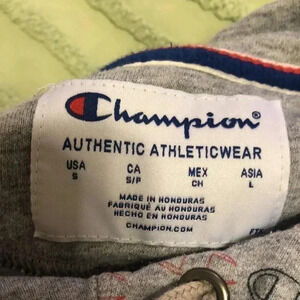 Champion
AUTHENTIC ATHLETICWEAR
USA CA MEX ASIA
S S/P CH L
MADE IN HONDURAS
FABRIQUÉ AU HONDURAS
HECHO EN HONDURAS
CHAMPION.COM